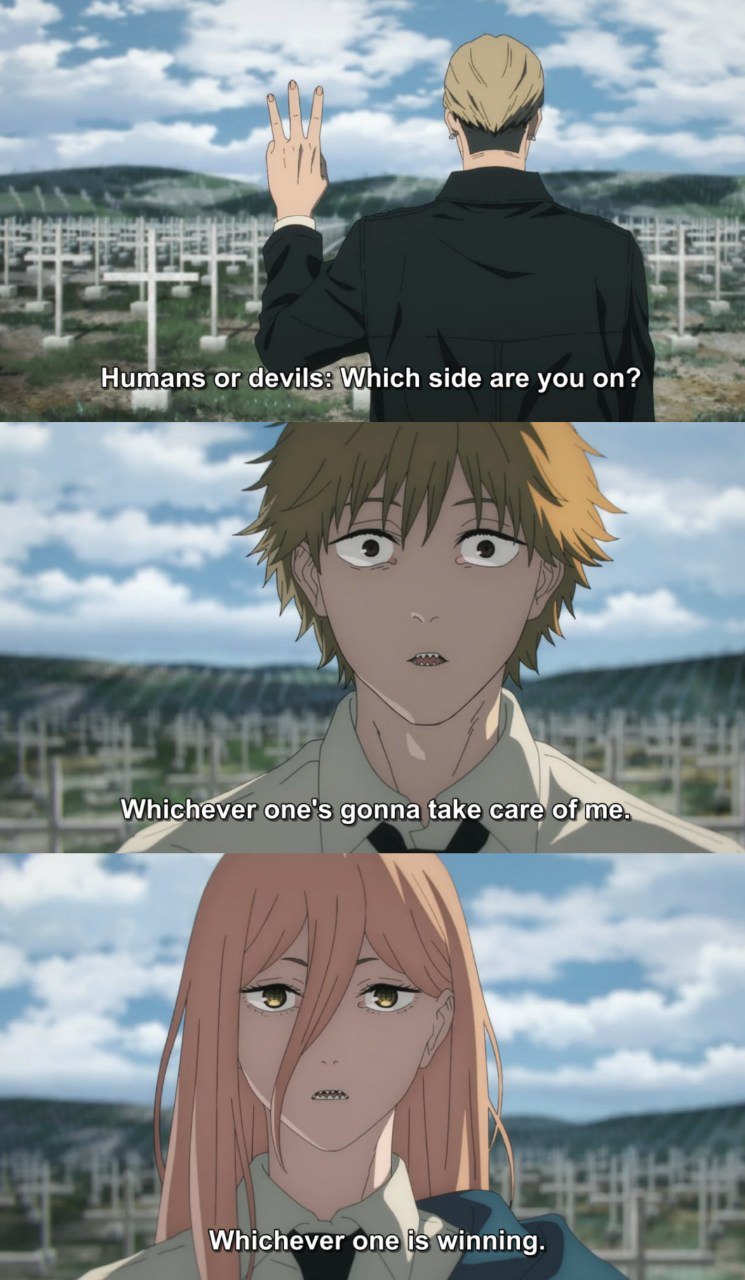 Humans or devils: Which side are you on?
Whichever one's gonna take care of me.
Whichever one is winning.